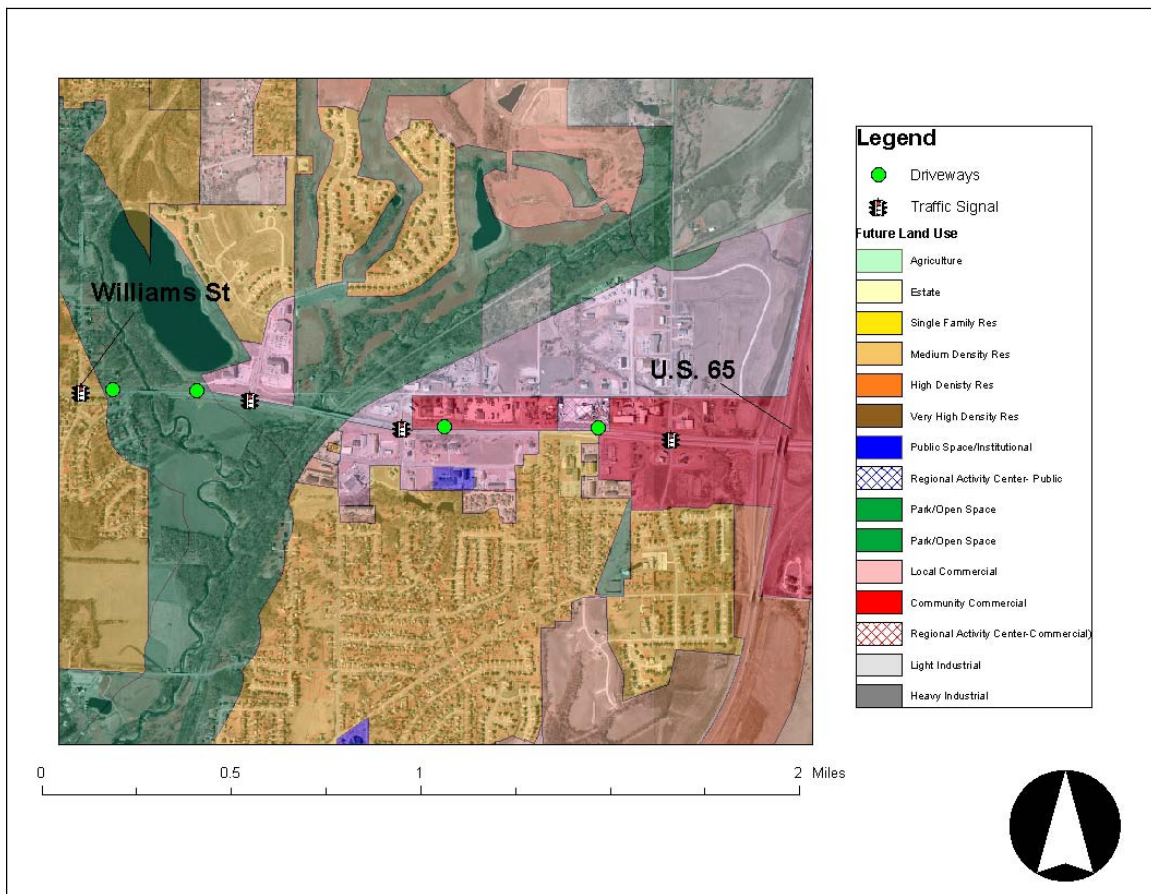 Williams St
U.S. 65
Legend
Driveways
Traffic Signal
Future Land Use
Agriculture
Estate
Single Family Res
Medium Density Res
High Denisty Res
Very High Density Res
Public Space/Institutional
Regional Activity Center- Public
Park/Open Space
Park/Open Space
Local Commercial
Community Commercial
Regional Activity Center-Commercial)
Light Industrial
Heavy Industrial
0 0.5 1 2 Miles